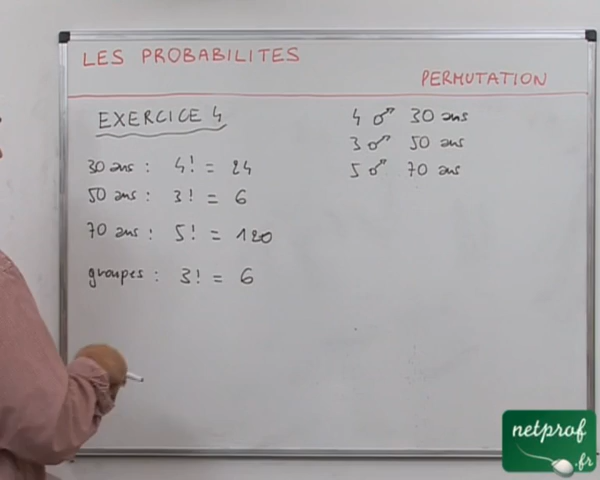 LES PROBABILITES
PERMUTATION
EXERCICE 4
4 ♂ 30 ans
3 ♂ 50 ans
5 ♂ 70 ans
30 ans : 4! = 24
50 ans : 3! = 6
70 ans : 5! = 120
groupes : 3! = 6
netprof
.fr